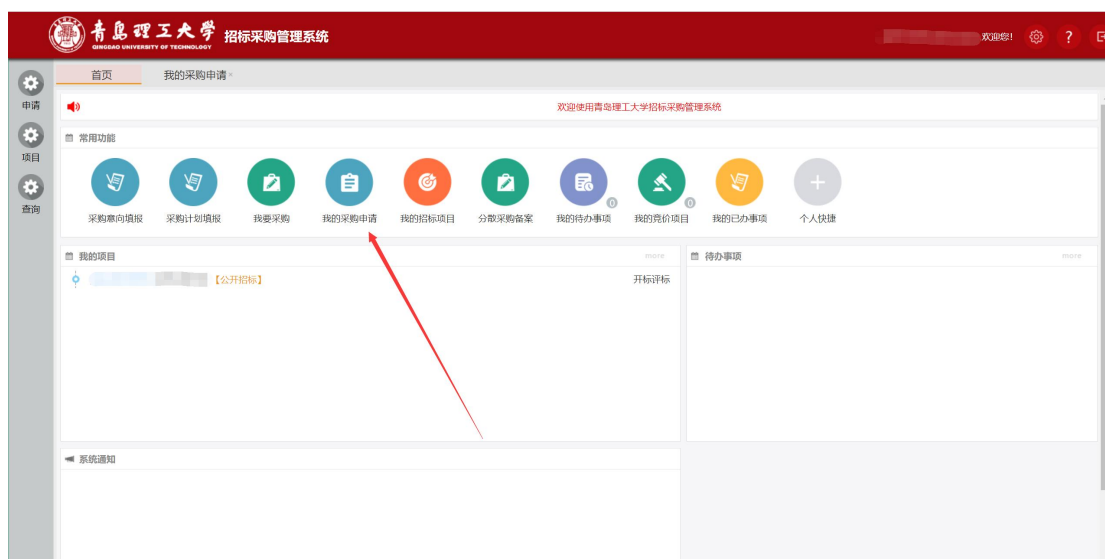 青岛理工大学 招标采购管理系统
QINGDAO UNIVERSITY OF TECHNOLOGY
欢迎您! ?
首页 我的采购申请 ×
申请
项目
查询
欢迎使用青岛理工大学招标采购管理系统
常用功能
采购意向填报 采购计划填报 我要采购 我的采购申请 我的招标项目 分散采购备案 我的待办事项 0 我的竞价项目 0 我的已办事项 个人快捷
我的项目 more
【公开招标】 开标评标
待办事项 more
系统通知